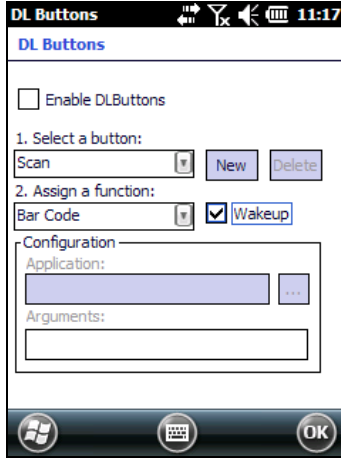 DL Buttons 11:17
DL Buttons
Enable DLButtons
1. Select a button:
Scan New Delete
2. Assign a function:
Bar Code Wakeup
Configuration
Application:
...
Arguments:
OK